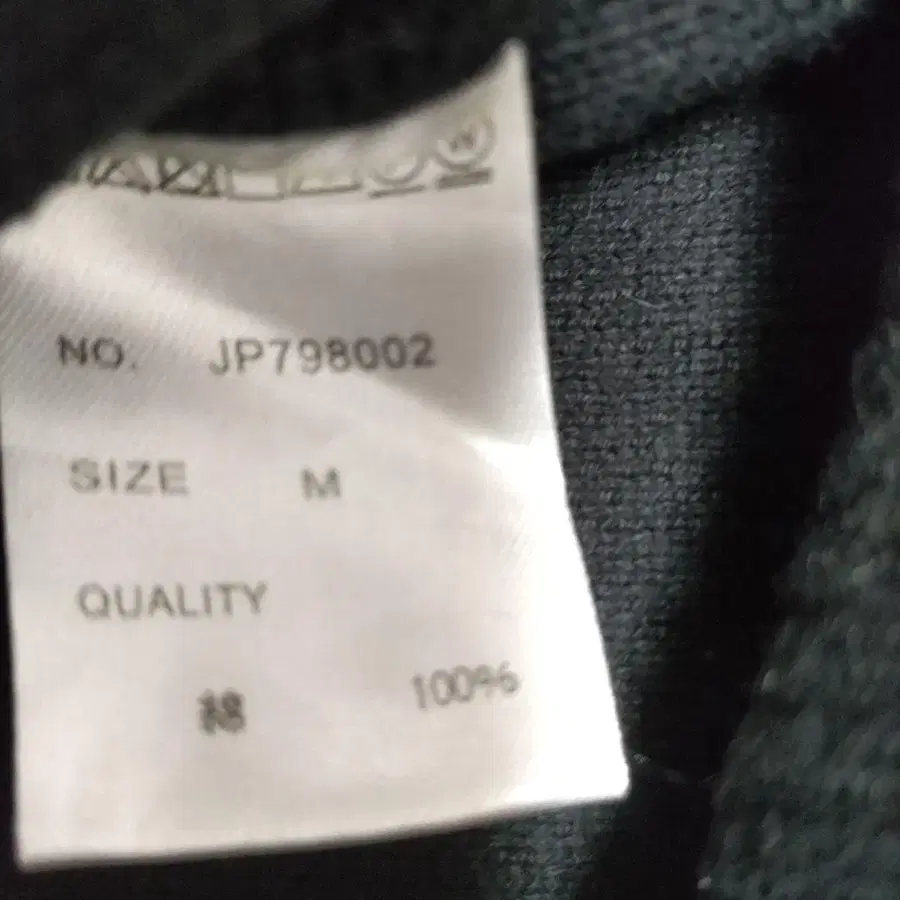 NO. JP798002
SIZE M
QUALITY
100%